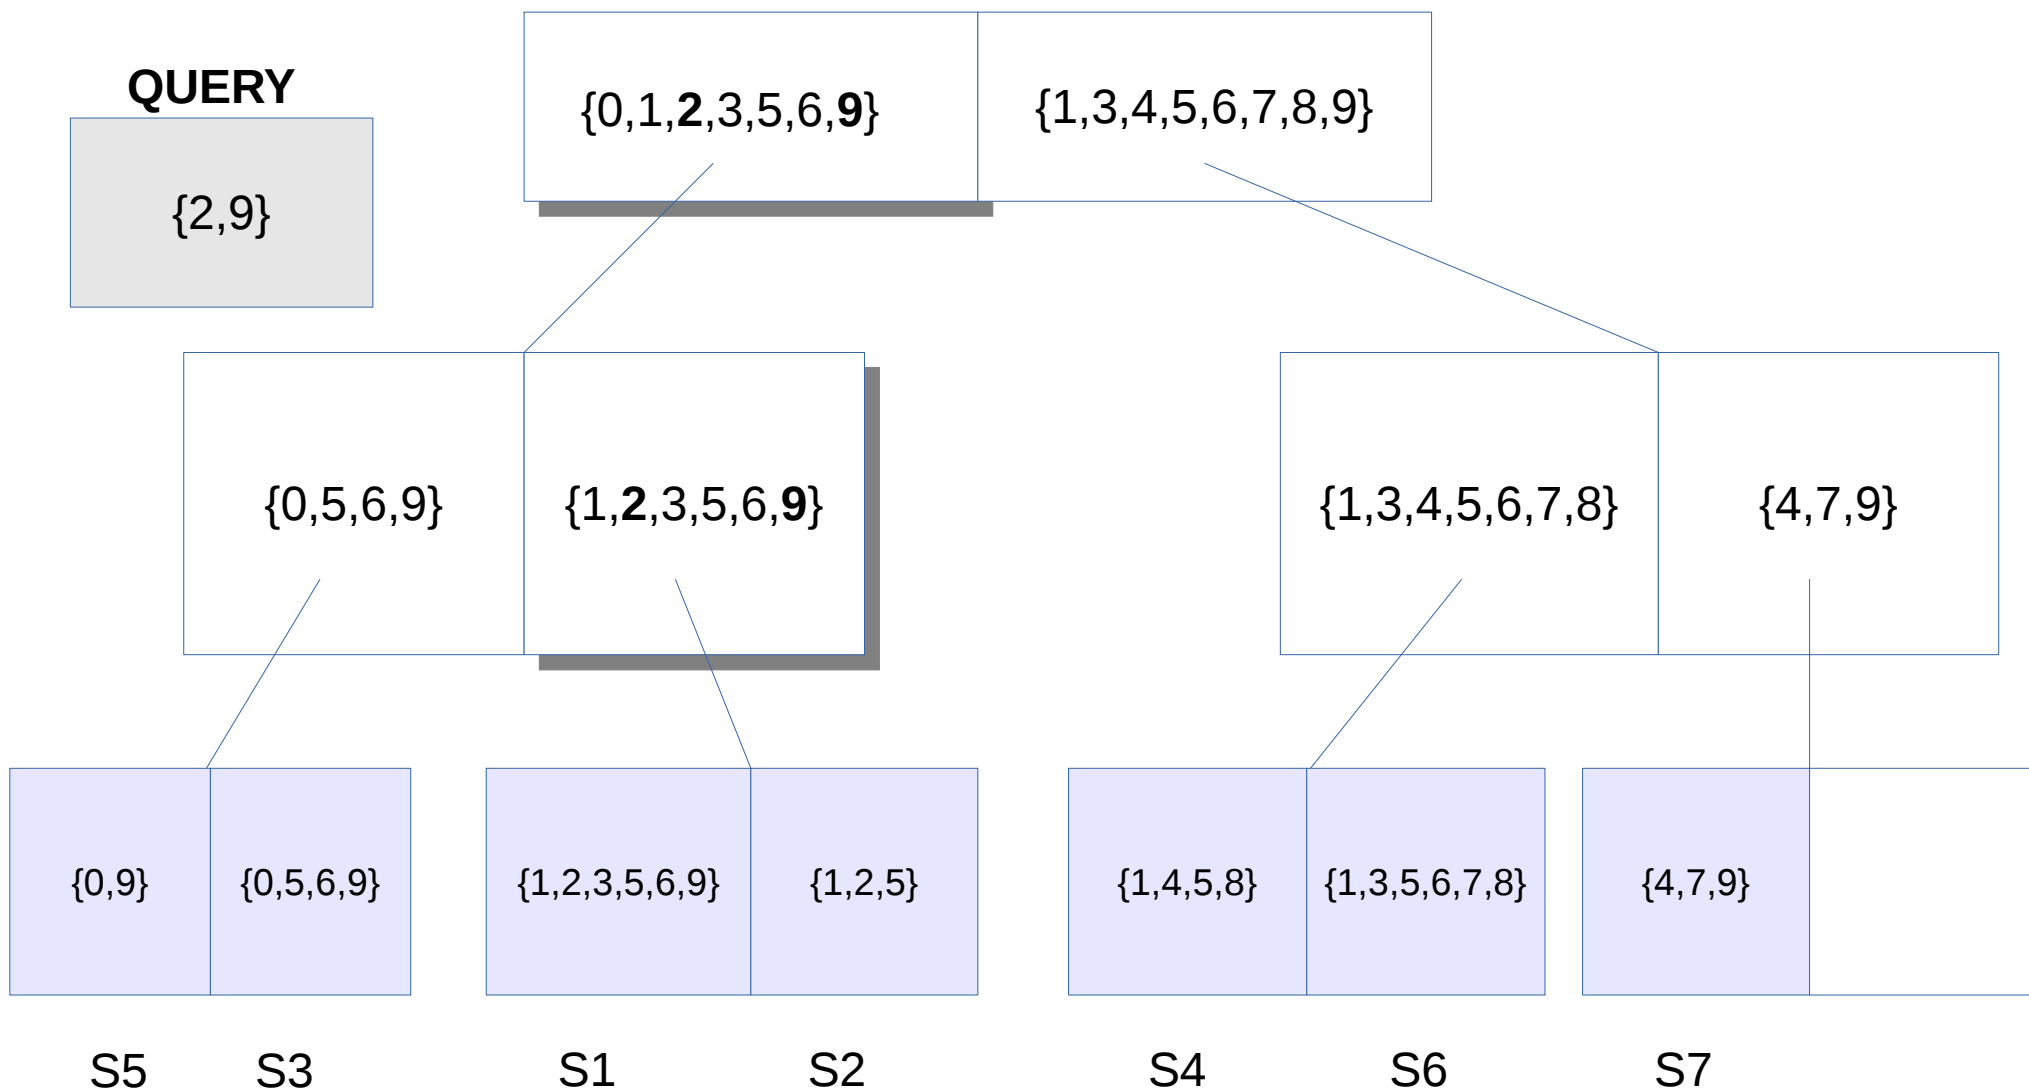 QUERY
{2,9}
{0,1,2,3,5,6,9}
{1,3,4,5,6,7,8,9}
{0,5,6,9}
{1,2,3,5,6,9}
{1,3,4,5,6,7,8}
{4,7,9}
{0,9}
{0,5,6,9}
{1,2,3,5,6,9}
{1,2,5}
{1,4,5,8}
{1,3,5,6,7,8}
{4,7,9}
S5
S3
S1
S2
S4
S6
S7